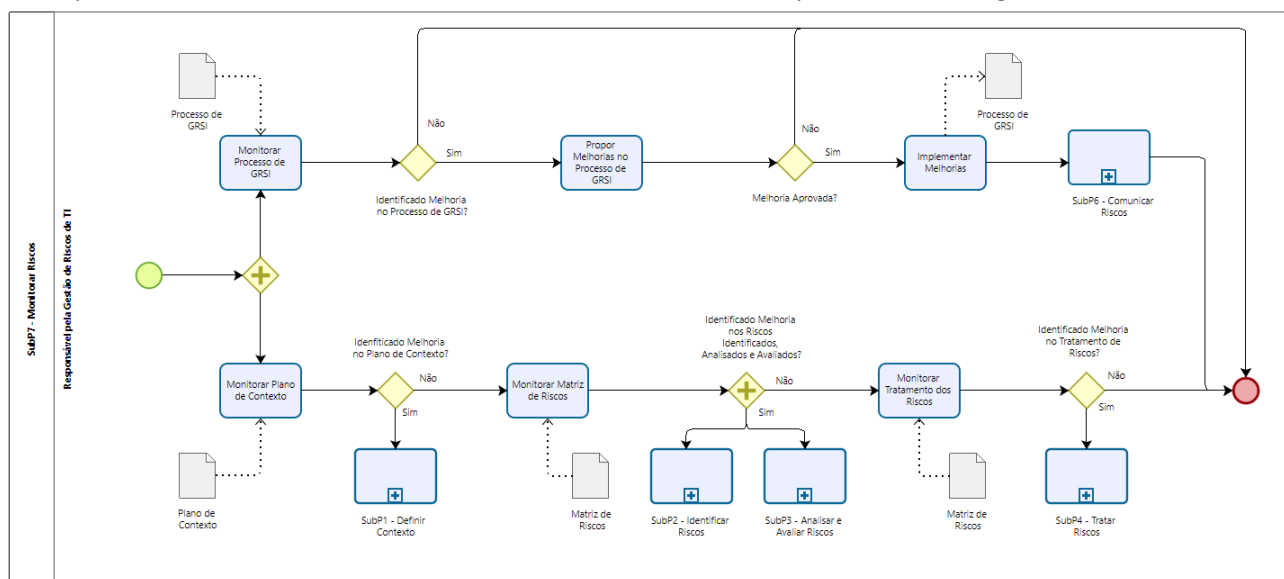 SubP7 - Monitorar Riscos
Responsável pela Gestão de Riscos de TI
Processo de
GRSI
Monitorar
Processo de
GRSI
Não
Sim
Identificado Melhoria
no Processo de GRSI?
Propor
Melhorias no
Processo de
GRSI
Não
Sim
Melhoria Aprovada?
Implementar
Melhorias
Processo de
GRSI
SubP6 - Comunicar
Riscos
Monitorar Plano
de Contexto
Plano de
Contexto
Idenfificado Melhoria
no Plano de Contexto?
Não
Sim
SubP1 - Definir
Contexto
Monitorar Matriz
de Riscos
Matriz de
Riscos
Identificado Melhoria
nos Riscos
Identificados,
Analisados e Avaliados?
Não
Sim
SubP2 - Identificar
Riscos
SubP3 - Analisar e
Avaliar Riscos
Monitorar
Tratamento dos
Riscos
Matriz de
Riscos
Identificado Melhoria
no Tratamento de
Riscos?
Não
Sim
SubP4 - Tratar
Riscos